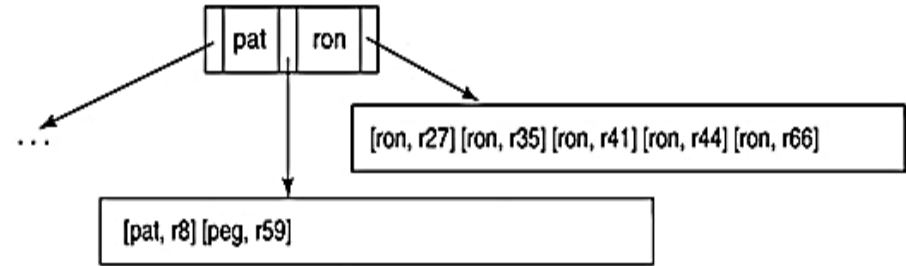 pat ron
...
[ron, r27] [ron, r35] [ron, r41] [ron, r44] [ron, r66]
[pat, r8] [peg, r59]